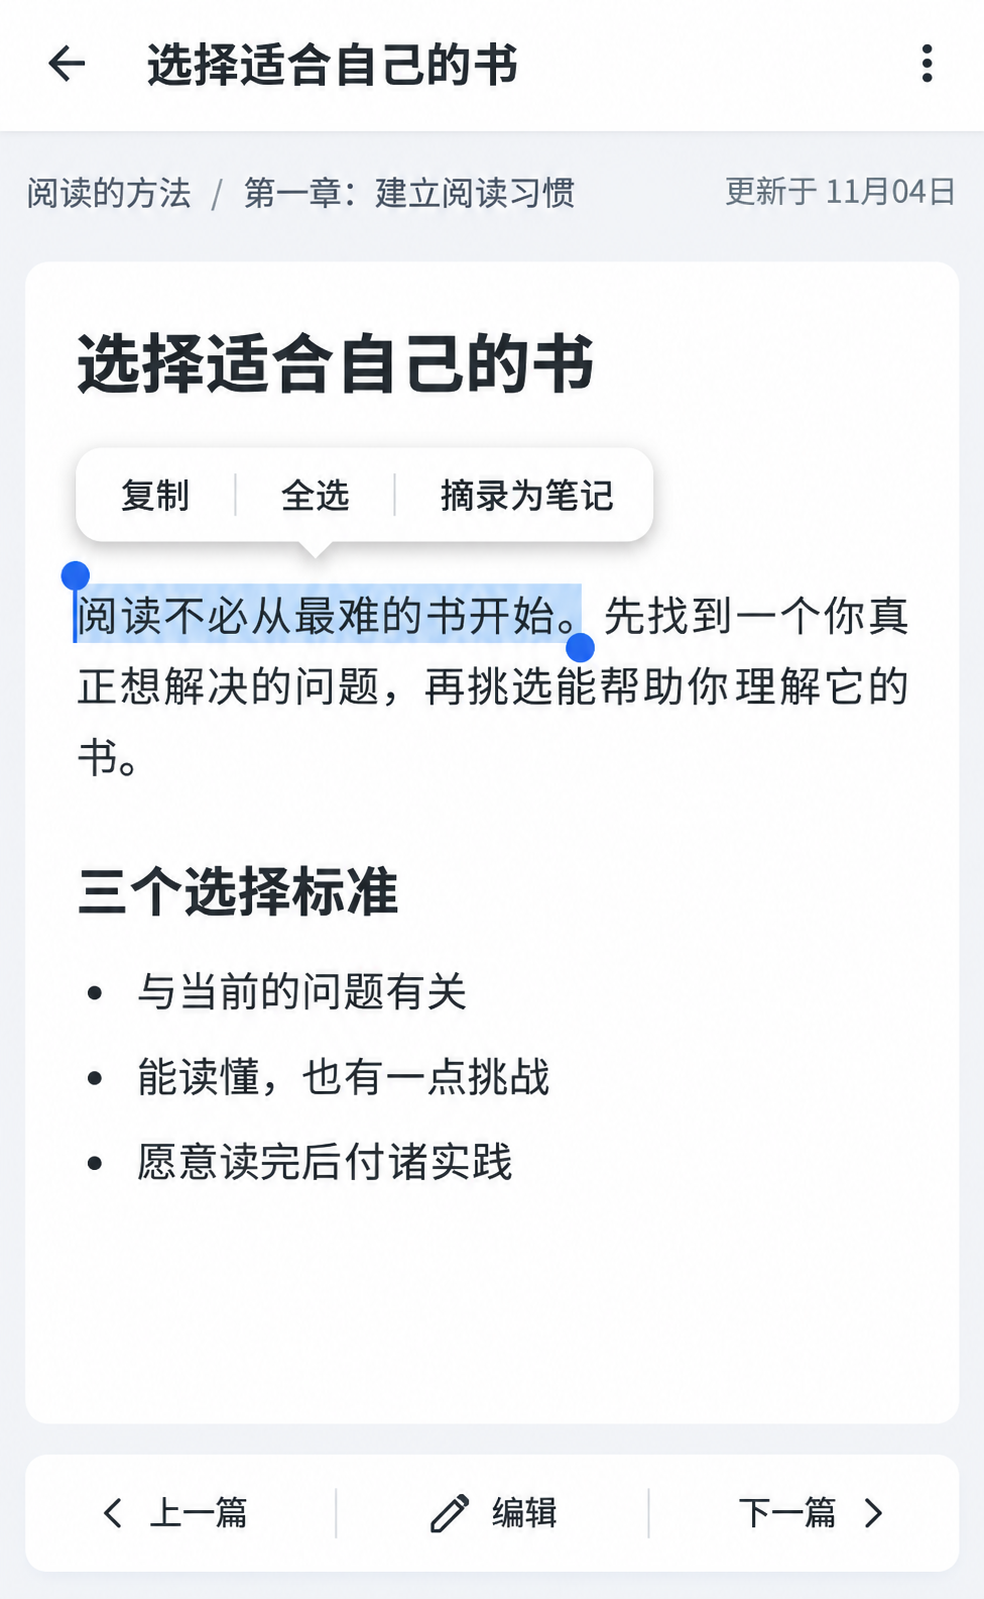 选择适合自己的书
阅读的方法 / 第一章：建立阅读习惯
更新于 11月04日
选择适合自己的书
复制
全选
摘录为笔记
阅读不必从最难的书开始。先找到一个你真
正想解决的问题，再挑选能帮助你理解它的
书。
三个选择标准
• 与当前的问题有关
• 能读懂，也有一点挑战
• 愿意读完后付诸实践
上一篇
编辑
下一篇